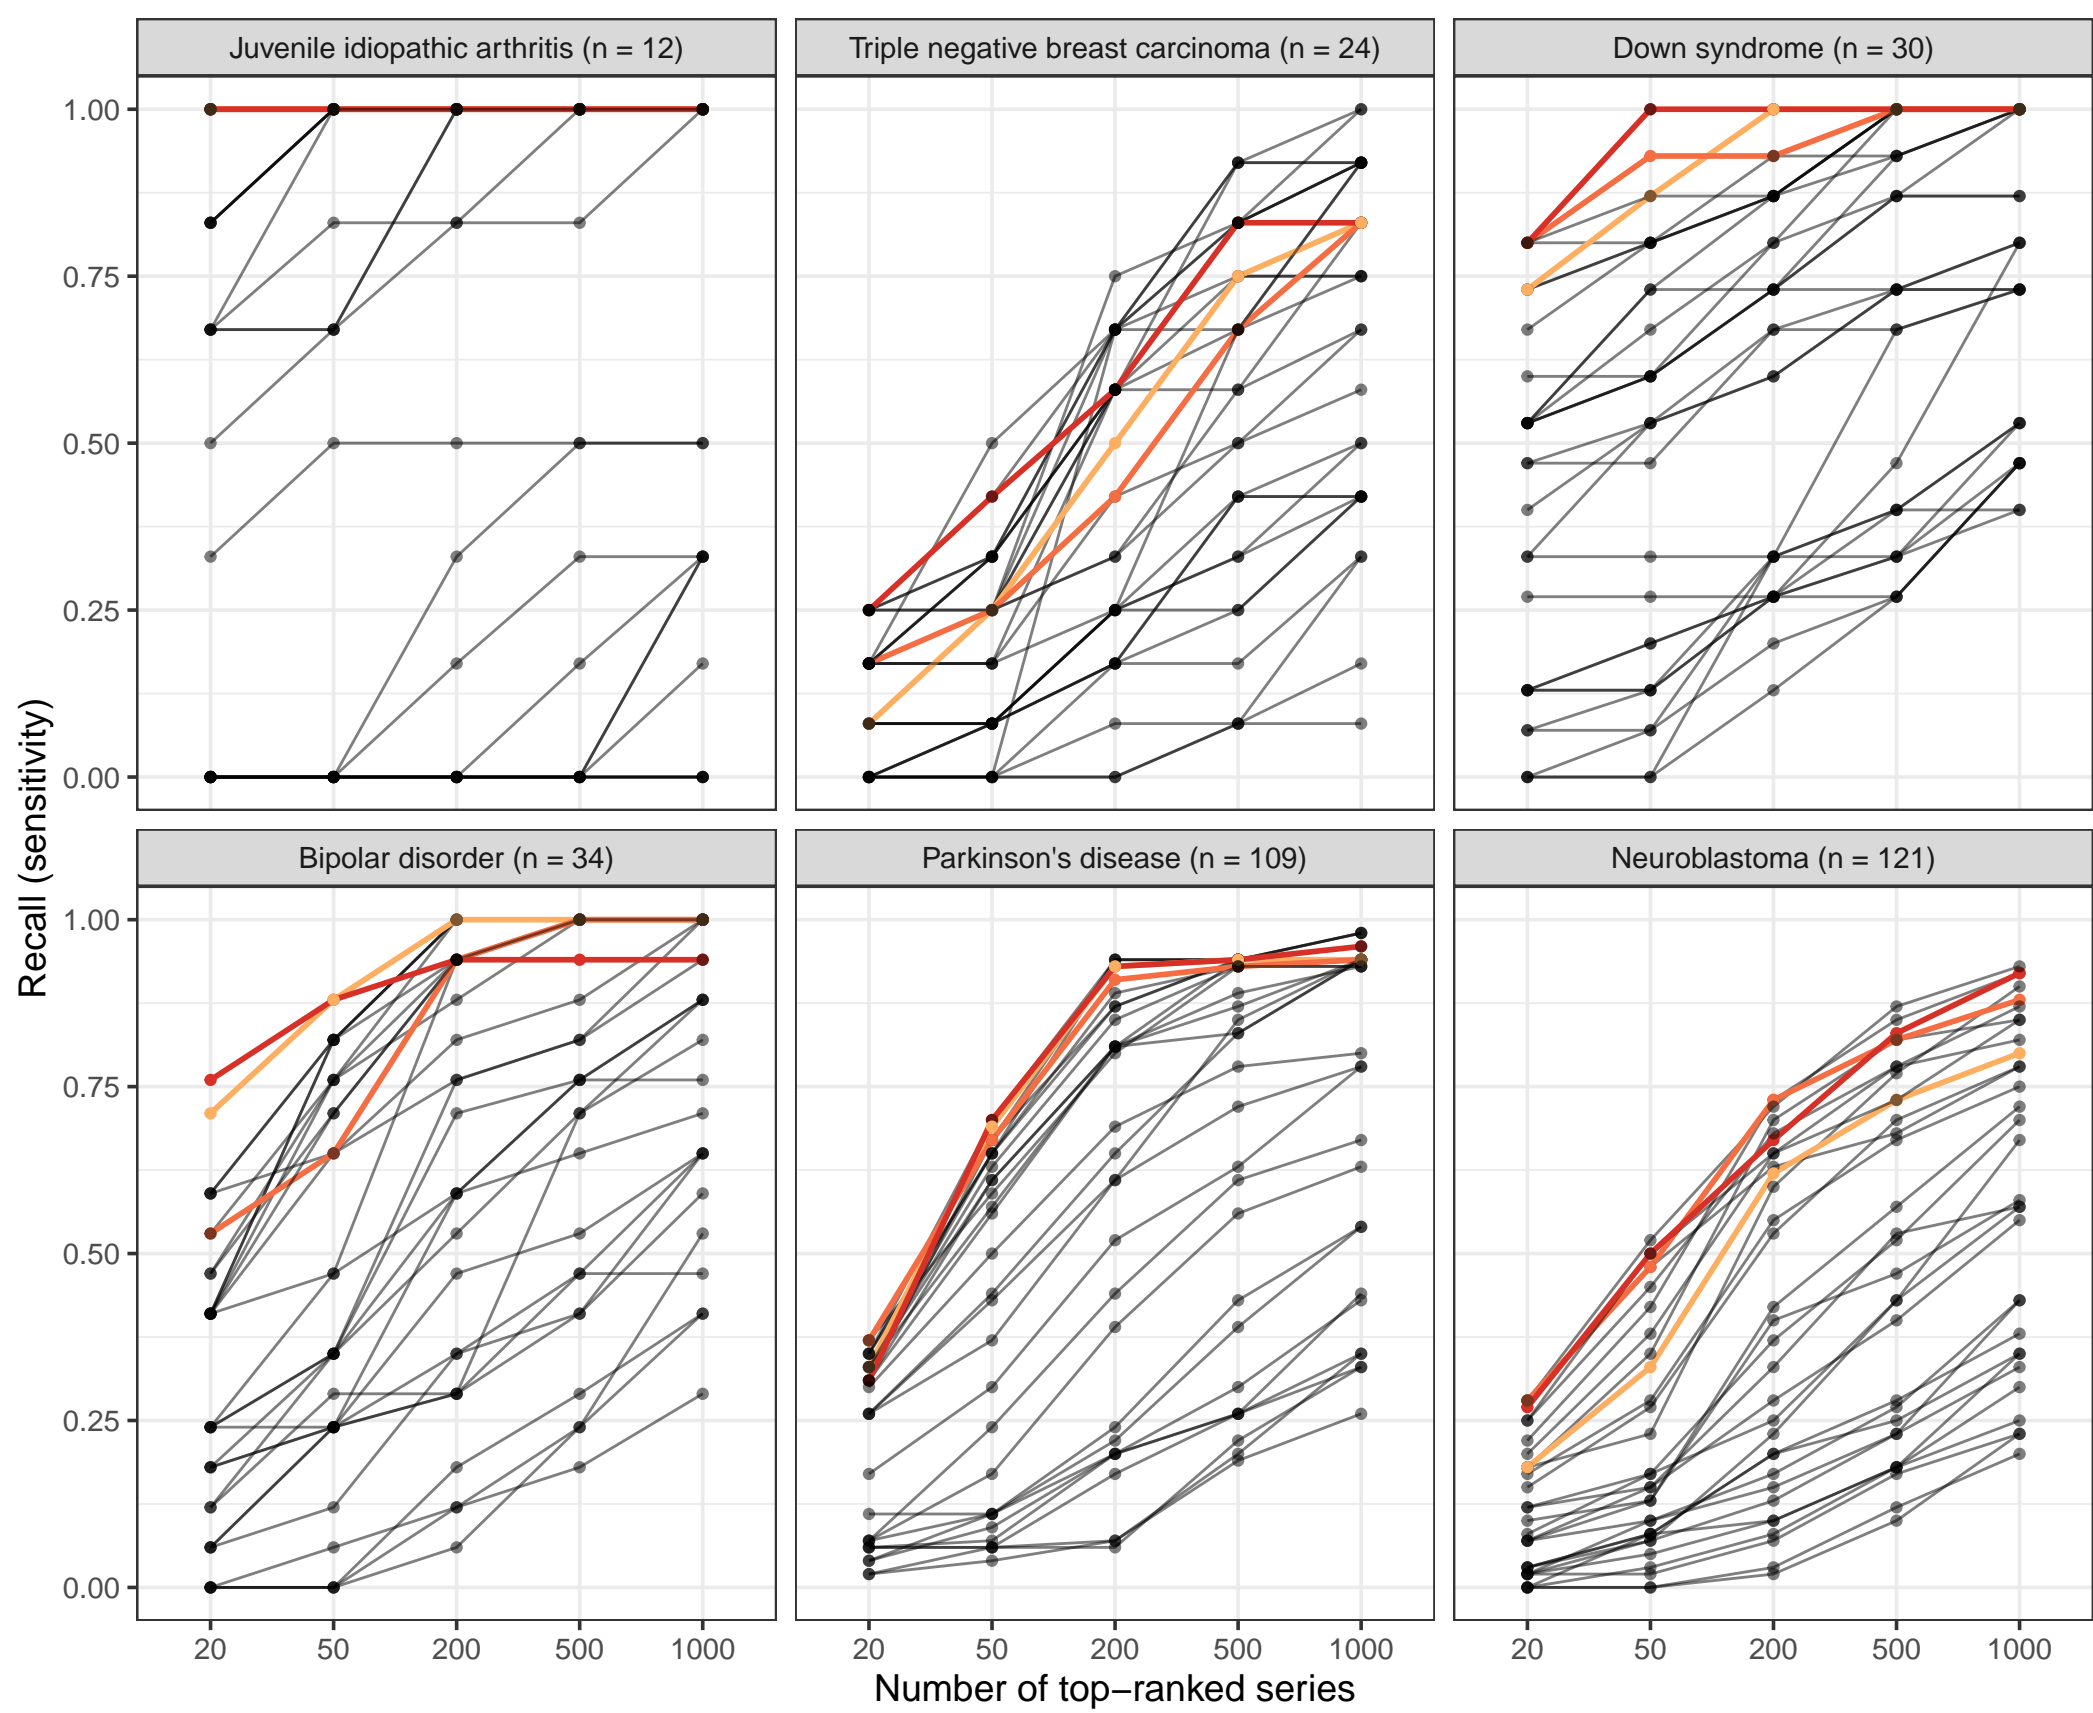 Juvenile idiopathic arthritis (n = 12)
Triple negative breast carcinoma (n = 24)
Down syndrome (n = 30)
1.00
0.75
0.50
0.25
0.00
Recall (sensitivity)
Bipolar disorder (n = 34)
Parkinson's disease (n = 109)
Neuroblastoma (n = 121)
1.00
0.75
0.50
0.25
0.00
20 50 200 500 1000
20 50 200 500 1000
20 50 200 500 1000
Number of top−ranked series